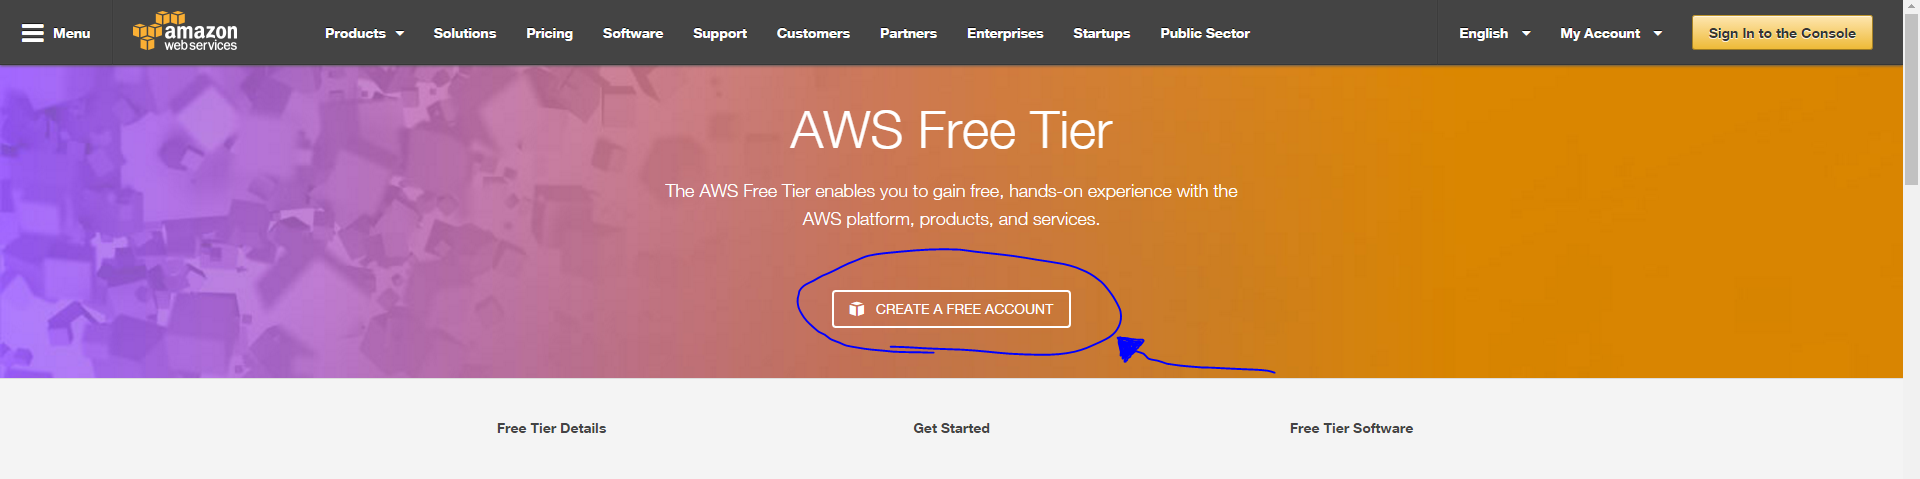 Menu
amazon
web services
Products
Solutions
Pricing
Software
Support
Customers
Partners
Enterprises
Startups
Public Sector
English
My Account
Sign In to the Console
AWS Free Tier
The AWS Free Tier enables you to gain free, hands-on experience with the
AWS platform, products, and services.
CREATE A FREE ACCOUNT
Free Tier Details
Get Started
Free Tier Software